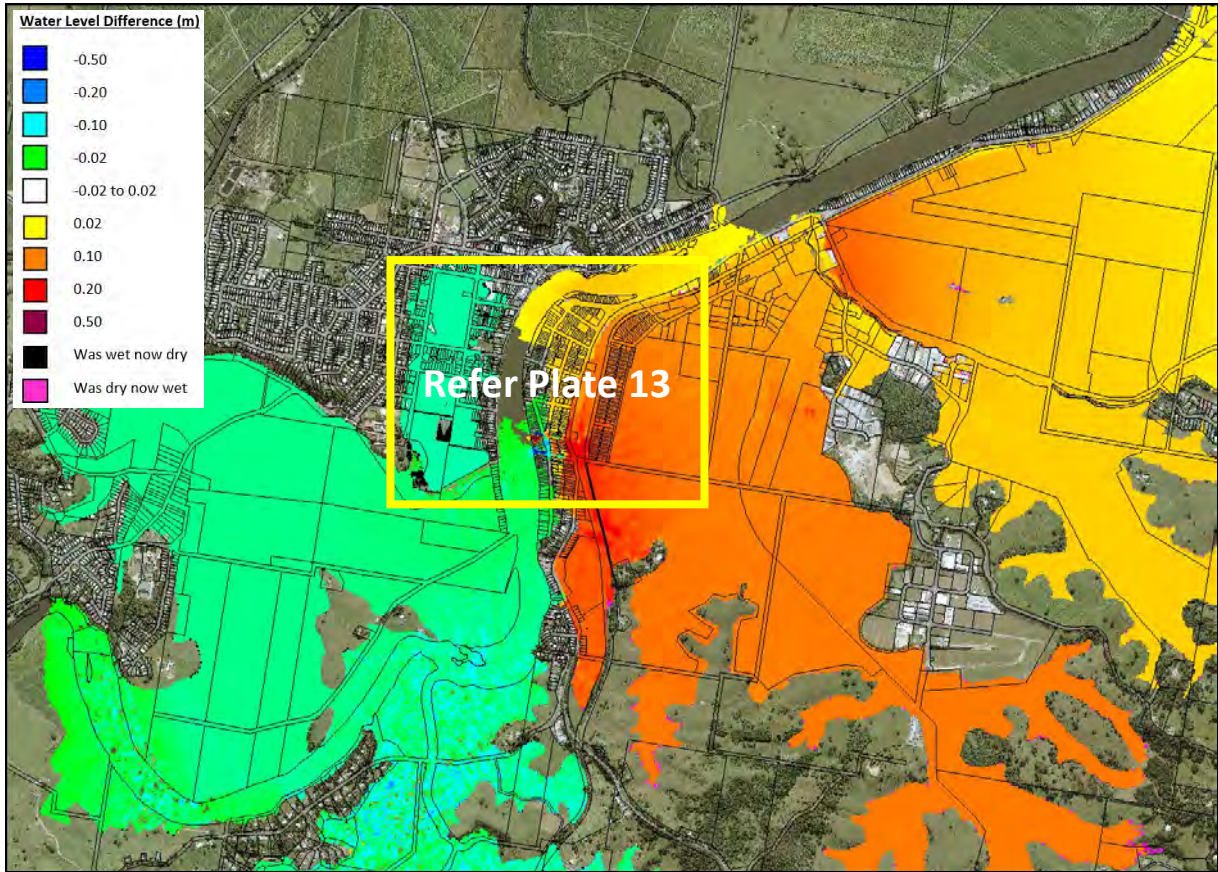 Water Level Difference (m)
-0.50
-0.20
-0.10
-0.02
-0.02 to 0.02
0.02
0.10
0.20
0.50
Was wet now dry
Was dry now wet
Refer Plate 13